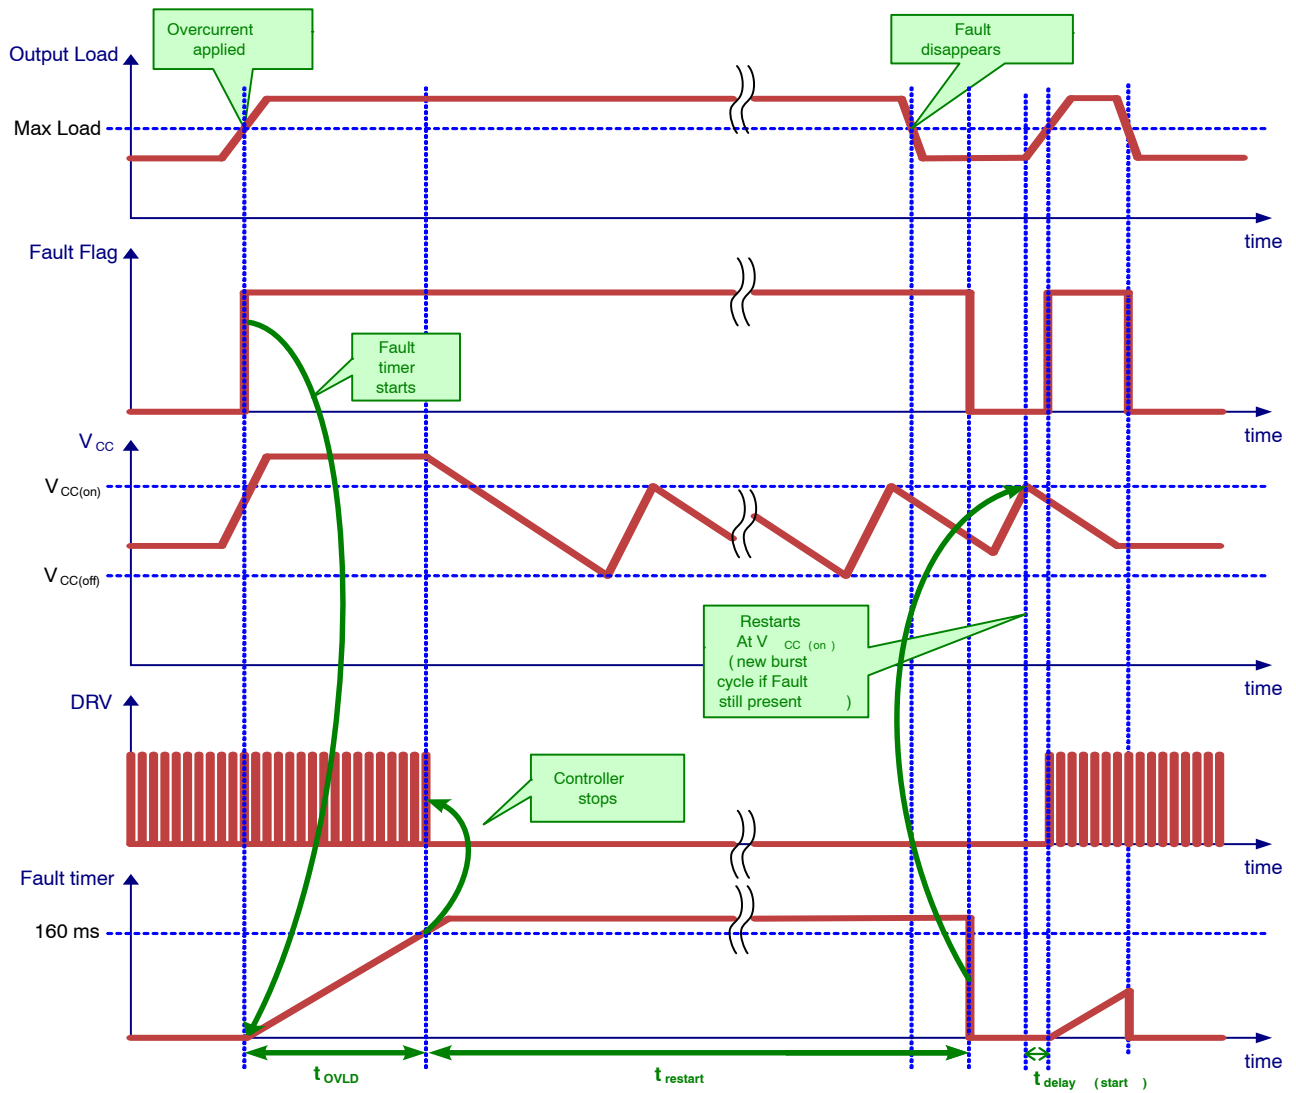 Overcurrent
applied
Fault
disappears
Output Load
Max Load
time
Fault Flag
Fault
timer
starts
time
V CC
V CC(on)
V CC(off)
Restarts
At V CC (on)
(new burst
cycle if Fault
still present )
time
DRV
Controller
stops
time
Fault timer
160 ms
time
t OVLD
t restart
t delay (start )